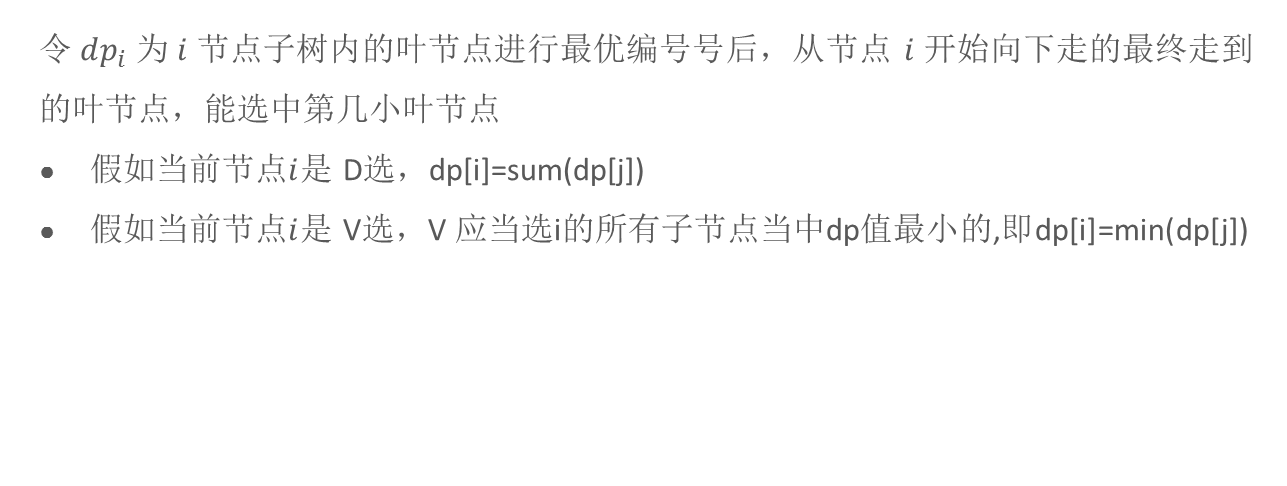 令 dpᵢ 为 i 节点子树内的叶节点进行最优编号号后，从节点 i 开始向下走的最终走到
的叶节点，能选中第几小叶节点
• 假如当前节点i是 D选，dp[i]=sum(dp[j])
• 假如当前节点i是 V选，V 应当选i的所有子节点当中dp值最小的,即dp[i]=min(dp[j])